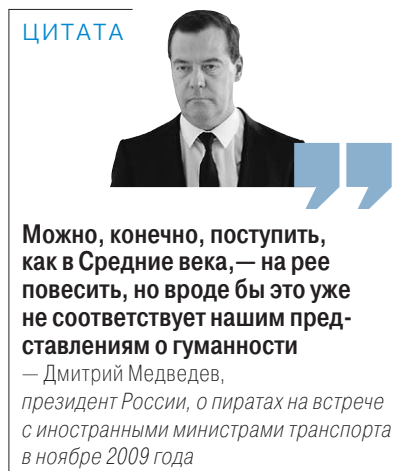 ЦИТАТА
Можно, конечно, поступить,
как в Средние века,— на рее
повесить, но вроде бы это уже
не соответствует нашим пред-
ставлениям о гуманности
— Дмитрий Медведев,
президент России, о пиратах на встрече
с иностранными министрами транспорта
в ноябре 2009 года